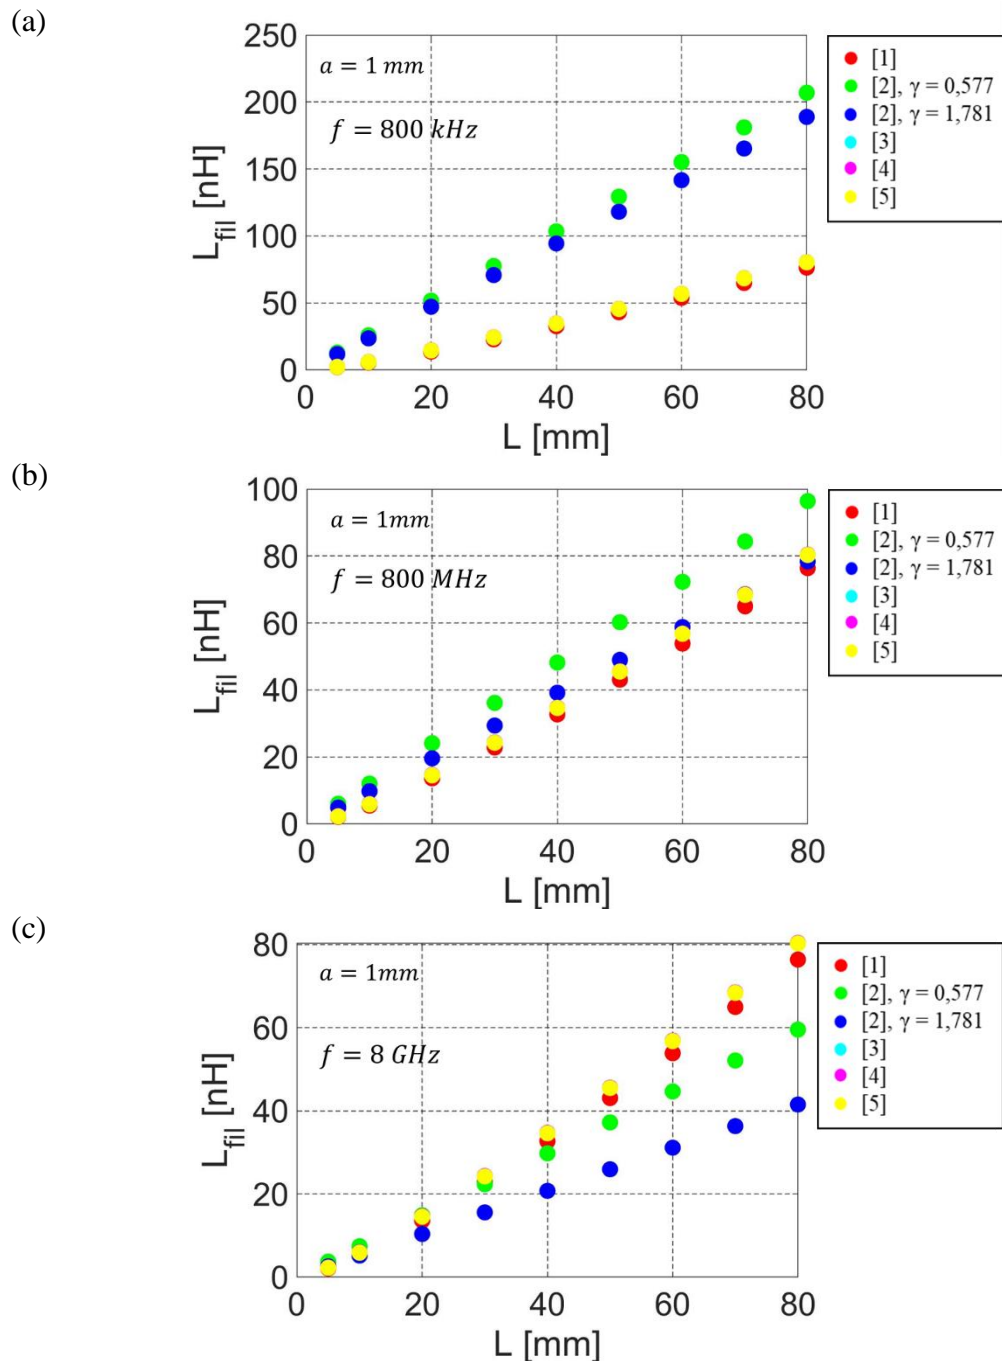 (a)
250
200
150
100
50
0
L_fil [nH]
a = 1 mm
f = 800 kHz
0 20 40 60 80
L [mm]
[1]
[2], γ = 0,577
[2], γ = 1,781
[3]
[4]
[5]
(b)
100
80
60
40
20
0
L_fil [nH]
a = 1mm
f = 800 MHz
0 20 40 60 80
L [mm]
[1]
[2], γ = 0,577
[2], γ = 1,781
[3]
[4]
[5]
(c)
80
60
40
20
0
L_fil [nH]
a = 1mm
f = 8 GHz
0 20 40 60 80
L [mm]
[1]
[2], γ = 0,577
[2], γ = 1,781
[3]
[4]
[5]